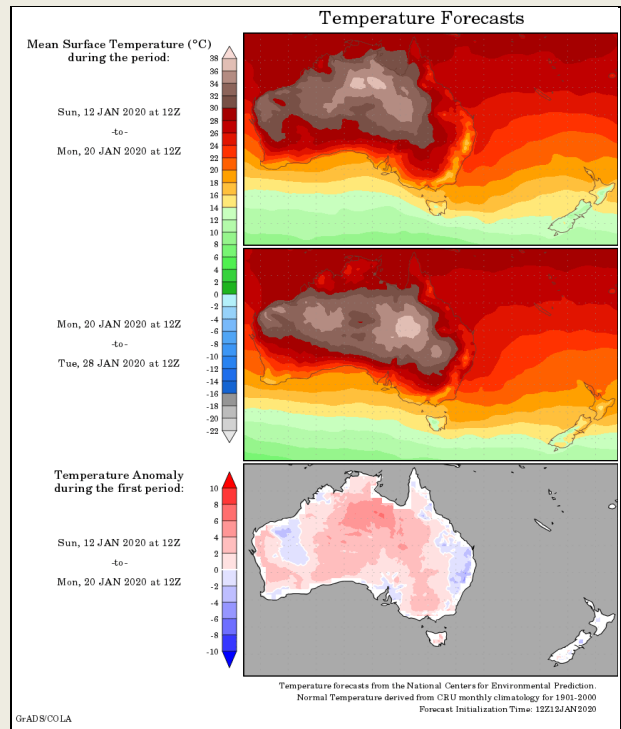 Temperature Forecasts
Mean Surface Temperature (°C)
during the period:
Sun, 12 JAN 2020 at 12Z
-to-
Mon, 20 JAN 2020 at 12Z
38
36
34
32
30
28
26
24
22
20
18
16
14
12
10
8
6
4
2
0
-2
-4
-6
-8
-10
-12
-14
-16
-18
-20
-22
Mon, 20 JAN 2020 at 12Z
-to-
Tue, 28 JAN 2020 at 12Z
Temperature Anomaly
during the first period:
Sun, 12 JAN 2020 at 12Z
-to-
Mon, 20 JAN 2020 at 12Z
10
8
6
4
2
0
-2
-4
-6
-8
-10
Temperature forecasts from the National Centers for Environmental Prediction.
Normal Temperature derived from CRU monthly climatology for 1901-2000
Forecast Initialization Time: 12Z12JAN2020
GrADS/COLA